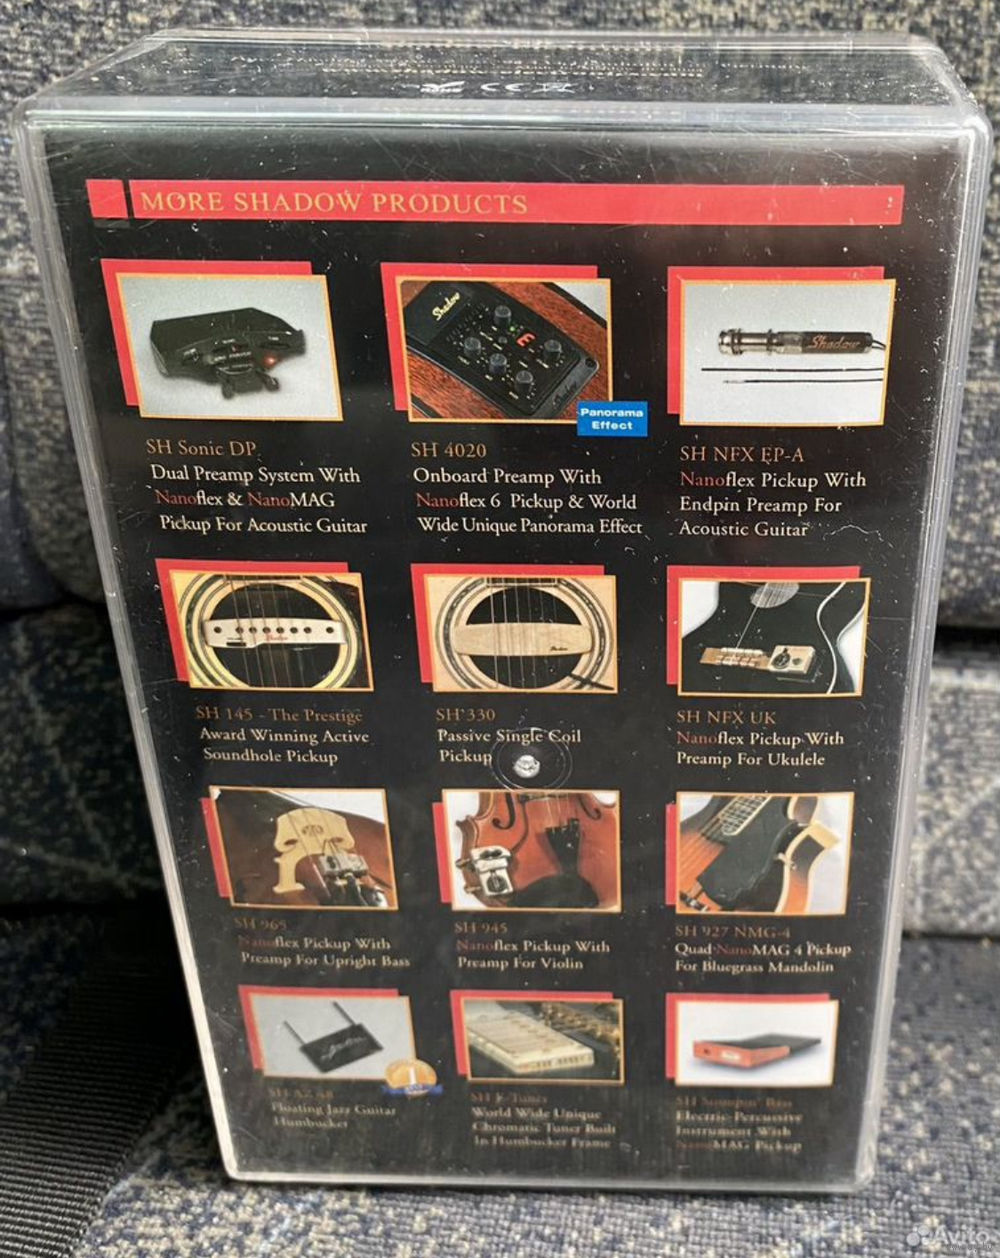 MORE SHADOW PRODUCTS
Shadow
Panorama
Effect
Shadow
SH Sonic DP
Dual Preamp System With
Nanoflex & NanoMAG
Pickup For Acoustic Guitar
SH 4020
Onboard Preamp With
Nanoflex 6 Pickup & World
Wide Unique Panorama Effect
SH NFX EP-A
Nanoflex Pickup With
Endpin Preamp For
Acoustic Guitar
SH 145 - The Prestige
Award Winning Active
Soundhole Pickup
SH 330
Passive Single Coil
Pickup
SH NFX UK
Nanoflex Pickup With
Preamp For Ukulele
SH 965
Nanoflex Pickup With
Preamp For Upright Bass
SH 945
Nanoflex Pickup With
Preamp For Violin
SH 927 NMG-4
Quad NanoMAG 4 Pickup
For Bluegrass Mandolin
Shadow
1
Floating Jazz Guitar
Humbucker
SH E-Tuner
World Wide Unique
Chromatic Tuner Built
In Humbucker Frame
Electric Percussive
Instrument With
NanoMAG Pickup
Avito